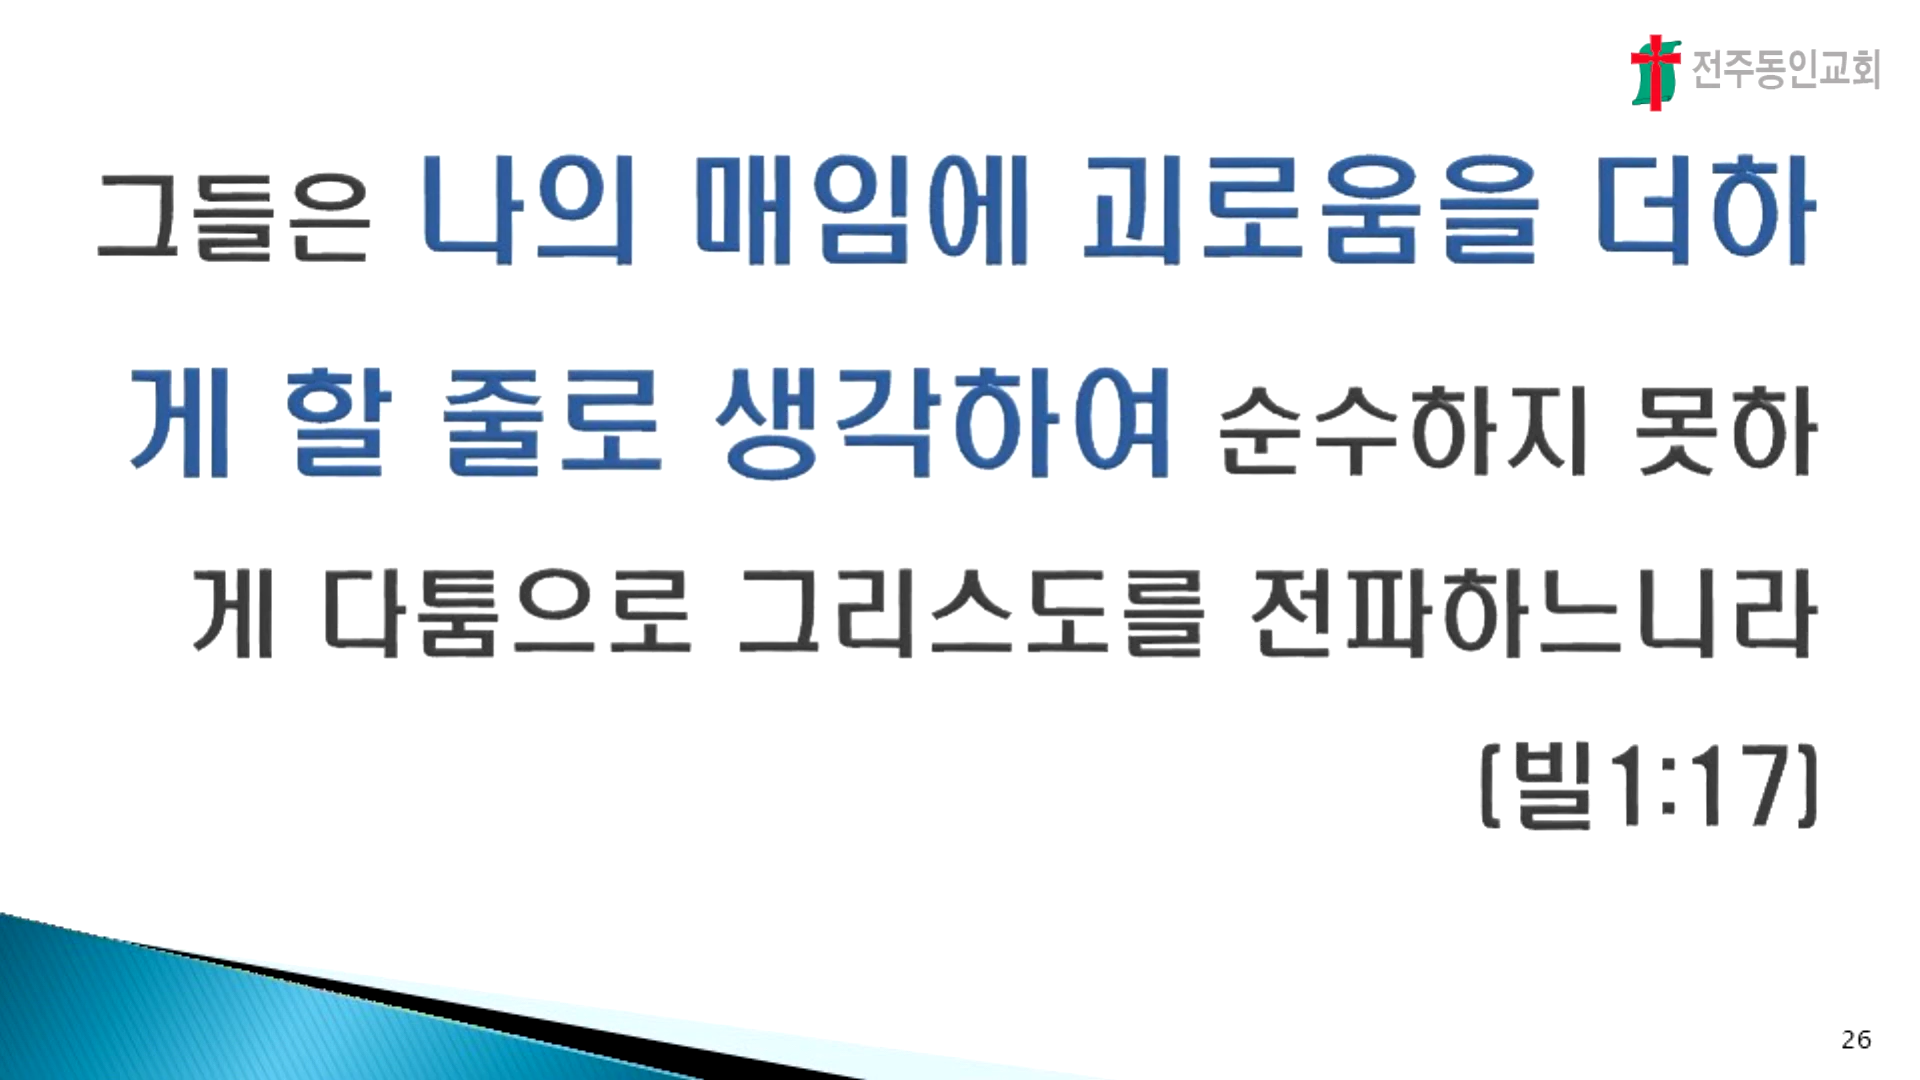 전주동인교회
그들은 나의 매임에 괴로움을 더하
게 할 줄로 생각하여 순수하지 못하
게 다툼으로 그리스도를 전파하느니라
(빌1:17)
26